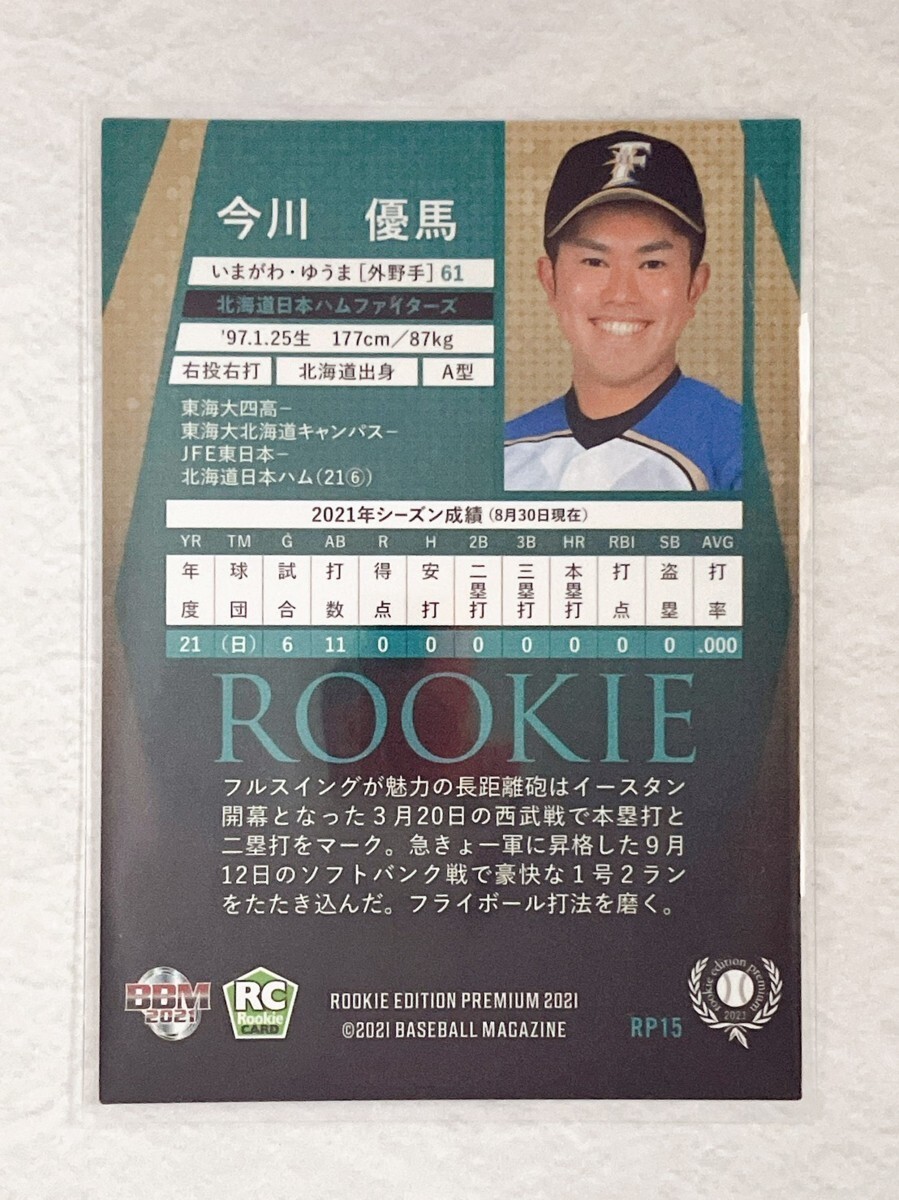 今川 優馬
いまがわ・ゆうま[外野手]61
北海道日本ハムファイターズ
'97.1.25生 177cm／87kg
右投右打 北海道出身 A型
東海大四高－
東海大北海道キャンパス－
JFE東日本－
北海道日本ハム(21⑥)
F
2021年シーズン成績(8月30日現在)
YR TM G AB R H 2B 3B HR RBI SB AVG
年度 球団 試合 打数 得点 安打 二塁打 三塁打 本塁打 打点 盗塁 打率
21 (日) 6 11 0 0 0 0 0 0 0 .000
ROOKIE
フルスイングが魅力の長距離砲はイースタン
開幕となった３月20日の西武戦で本塁打と
二塁打をマーク。急きょ一軍に昇格した９月
12日のソフトバンク戦で豪快な１号２ラン
をたたき込んだ。フライボール打法を磨く。
BBM
2021
RC
Rookie
CARD
ROOKIE EDITION PREMIUM 2021
©2021 BASEBALL MAGAZINE
RP15
rookie edition premium
2021